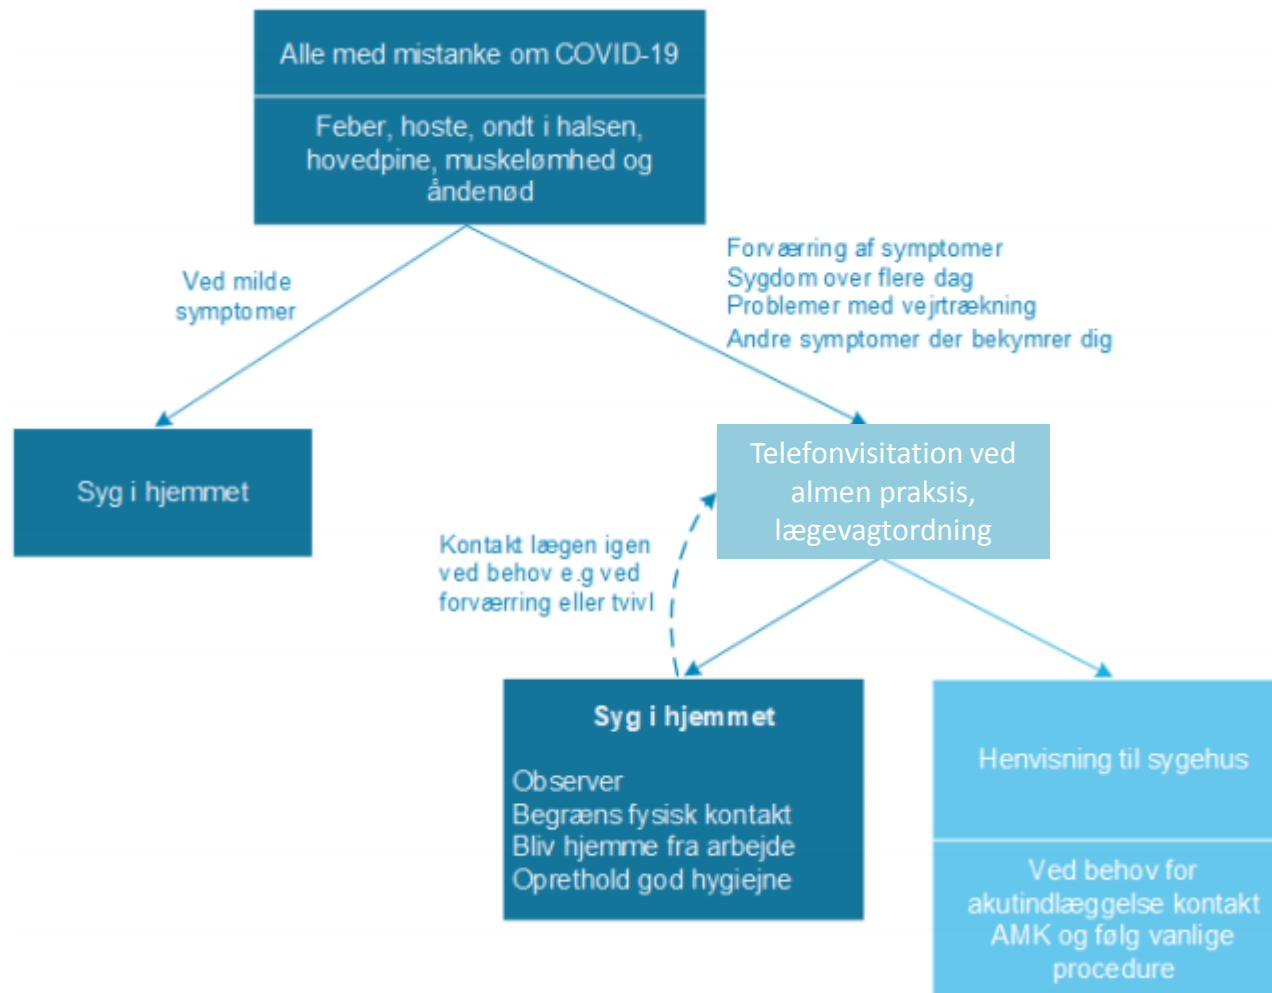 Alle med mistanke om COVID-19
Feber, hoste, ondt i halsen,
hovedpine, muskelømhed og
åndenød
Ved milde
symptomer
Forværring af symptomer
Sygdom over flere dag
Problemer med vejrtrækning
Andre symptomer der bekymrer dig
Syg i hjemmet
Telefonvisitation ved
almen praksis,
lægevagtordning
Kontakt lægen igen
ved behov e.g ved
forværring eller tvivl
Syg i hjemmet
Observer
Begræns fysisk kontakt
Bliv hjemme fra arbejde
Oprethold god hygiejne
Henvisning til sygehus
Ved behov for
akutindlæggelse kontakt
AMK og følg vanlige
procedure